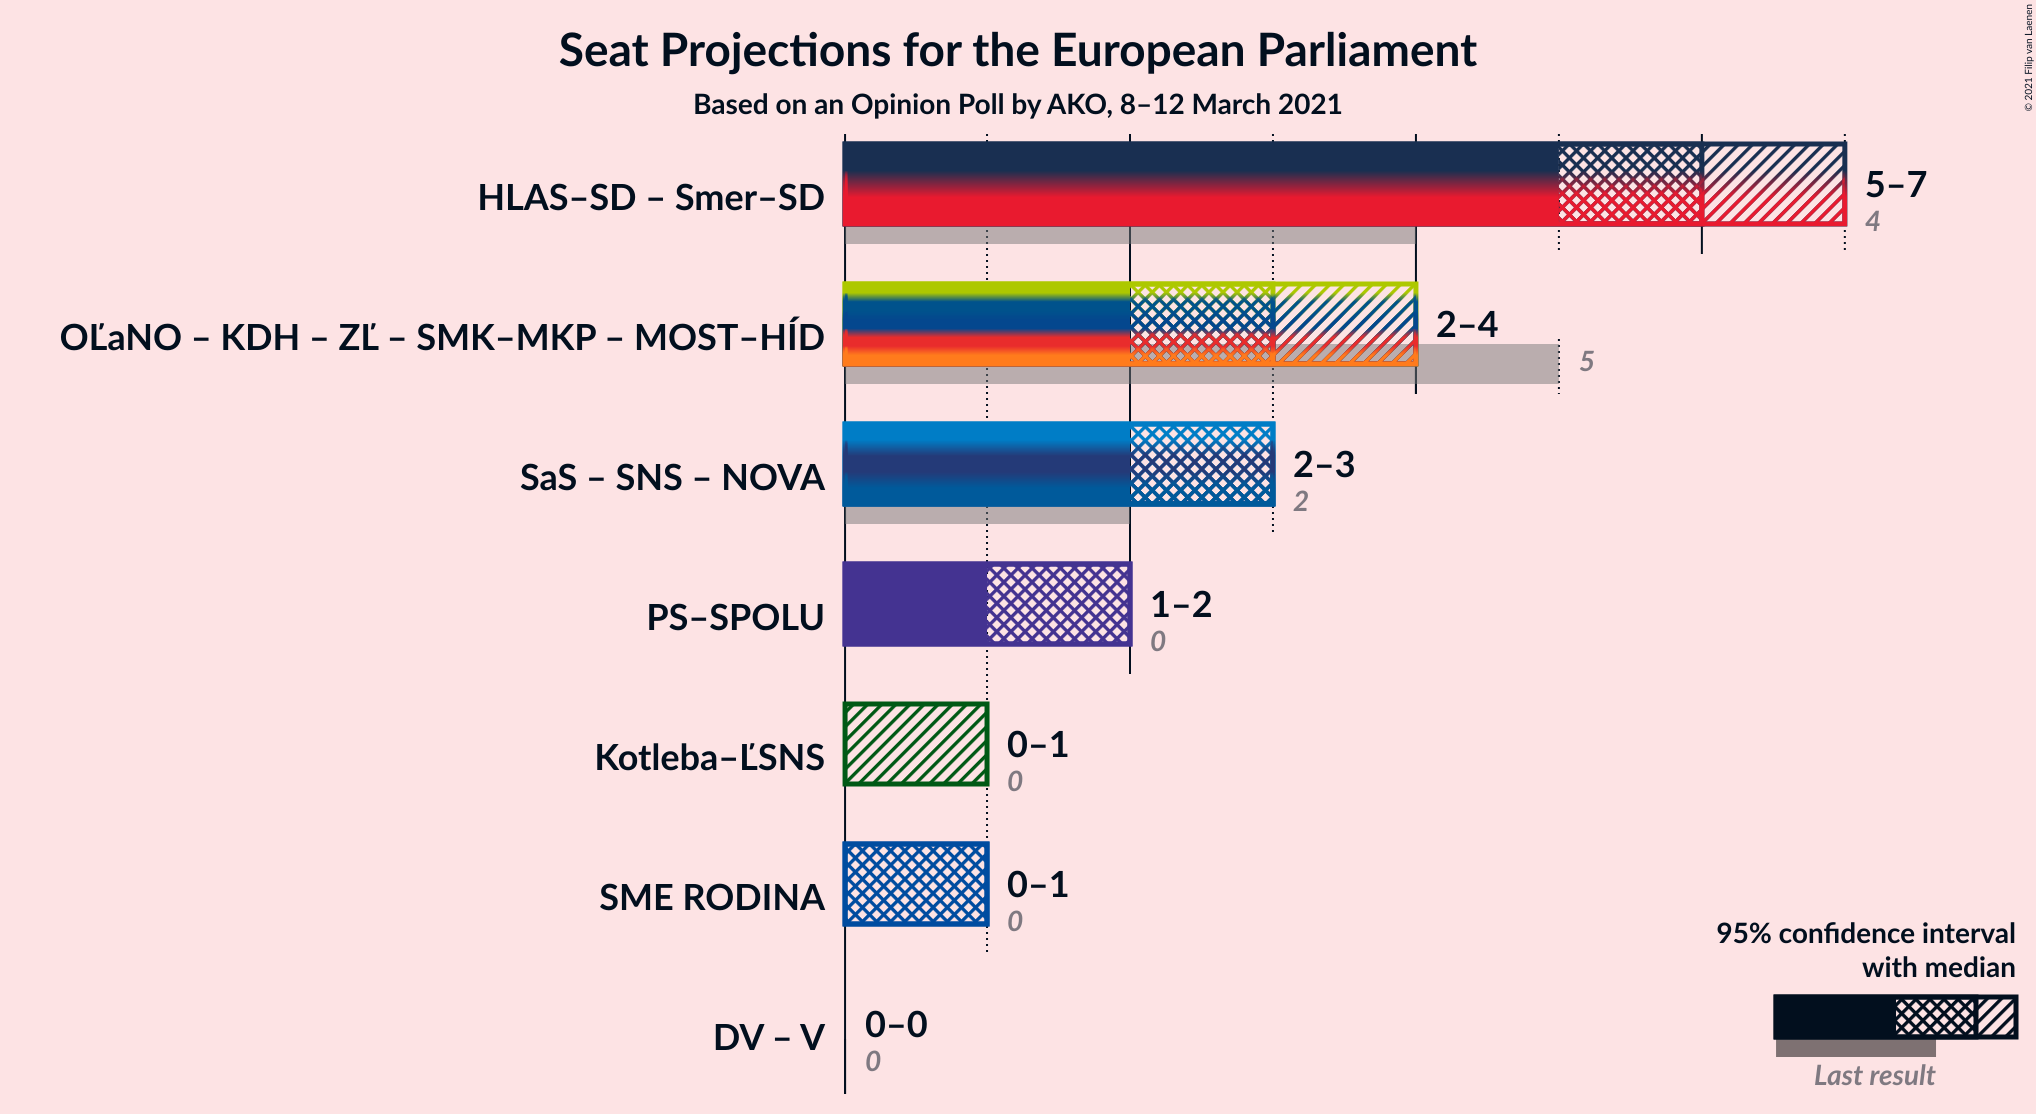 Seat Projections for the European Parliament
Based on an Opinion Poll by AKO, 8–12 March 2021
© 2021 Filip van Laenen
HLAS–SD – Smer–SD
5–7
4
OĽaNO – KDH – ZĽ – SMK–MKP – MOST–HÍD
2–4
5
SaS – SNS – NOVA
2–3
2
PS–SPOLU
1–2
0
Kotleba–ĽSNS
0–1
0
SME RODINA
0–1
0
DV – V
0–0
0
95% confidence interval
with median
Last result